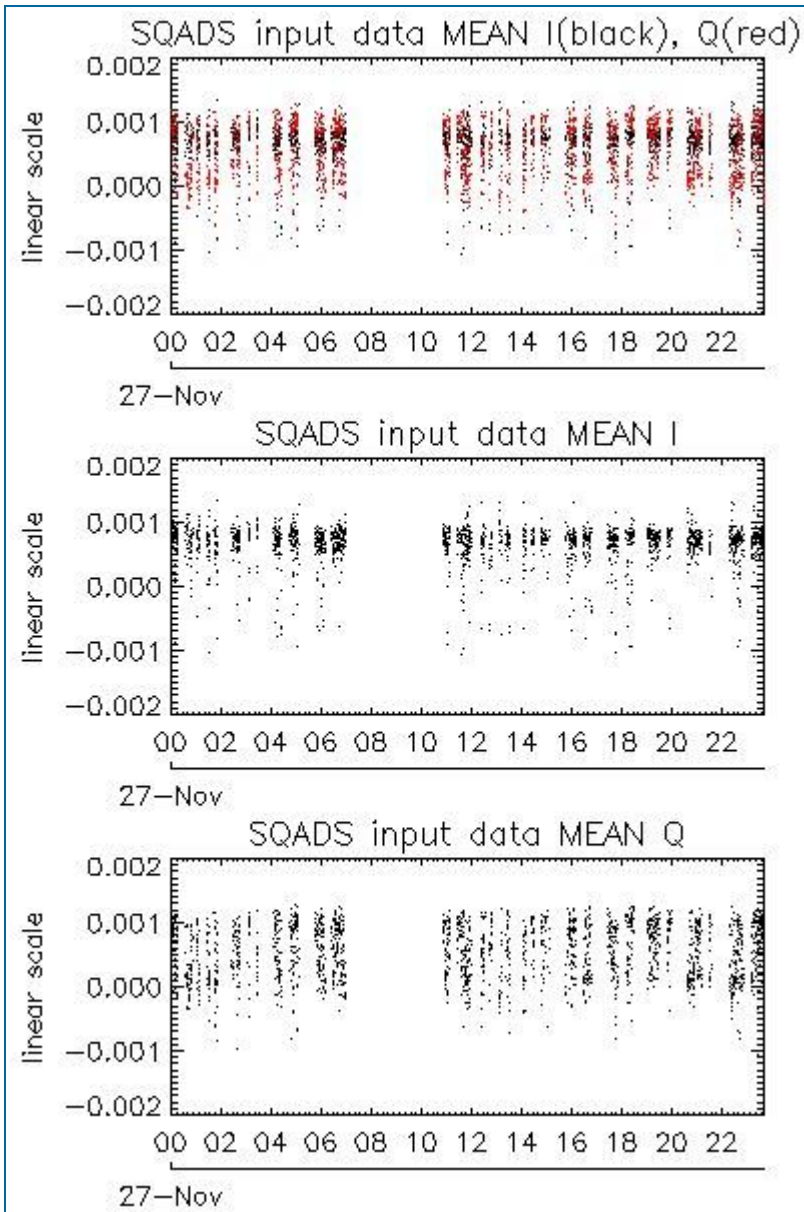 SQADS input data MEAN I(black), Q(red)
0.002
0.001
0.000
-0.001
-0.002
linear scale
00 02 04 06 08 10 12 14 16 18 20 22
27-Nov
SQADS input data MEAN I
0.002
0.001
0.000
-0.001
-0.002
linear scale
00 02 04 06 08 10 12 14 16 18 20 22
27-Nov
SQADS input data MEAN Q
0.002
0.001
0.000
-0.001
-0.002
linear scale
00 02 04 06 08 10 12 14 16 18 20 22
27-Nov